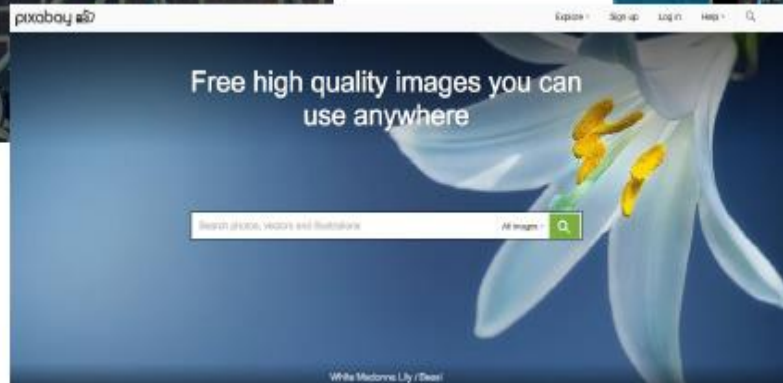 pixabay
Explore Sign up Log in Help
Free high quality images you can
use anywhere
Search photos, vectors and illustrations All images
White Madonna Lily /